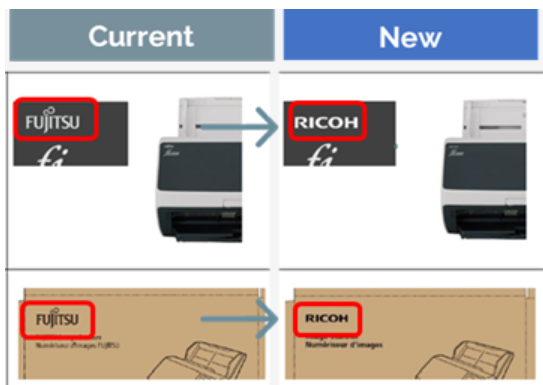 Current
New
FUJITSU
fi
RICOH
fi
FUJITSU
Numériseur d'images FUJITSU
RICOH
Numériseur d'images